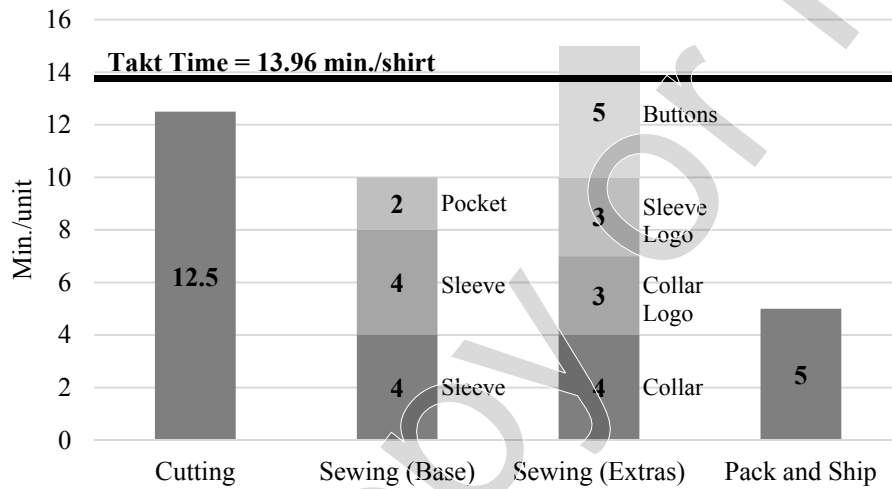 16
Takt Time = 13.96 min./shirt
14
12
10
8
6
4
2
0
Min./unit
12.5
2 Pocket
4 Sleeve
4 Sleeve
5 Buttons
3 Sleeve
Logo
3 Collar
Logo
4 Collar
5
Cutting Sewing (Base) Sewing (Extras) Pack and Ship
opy or